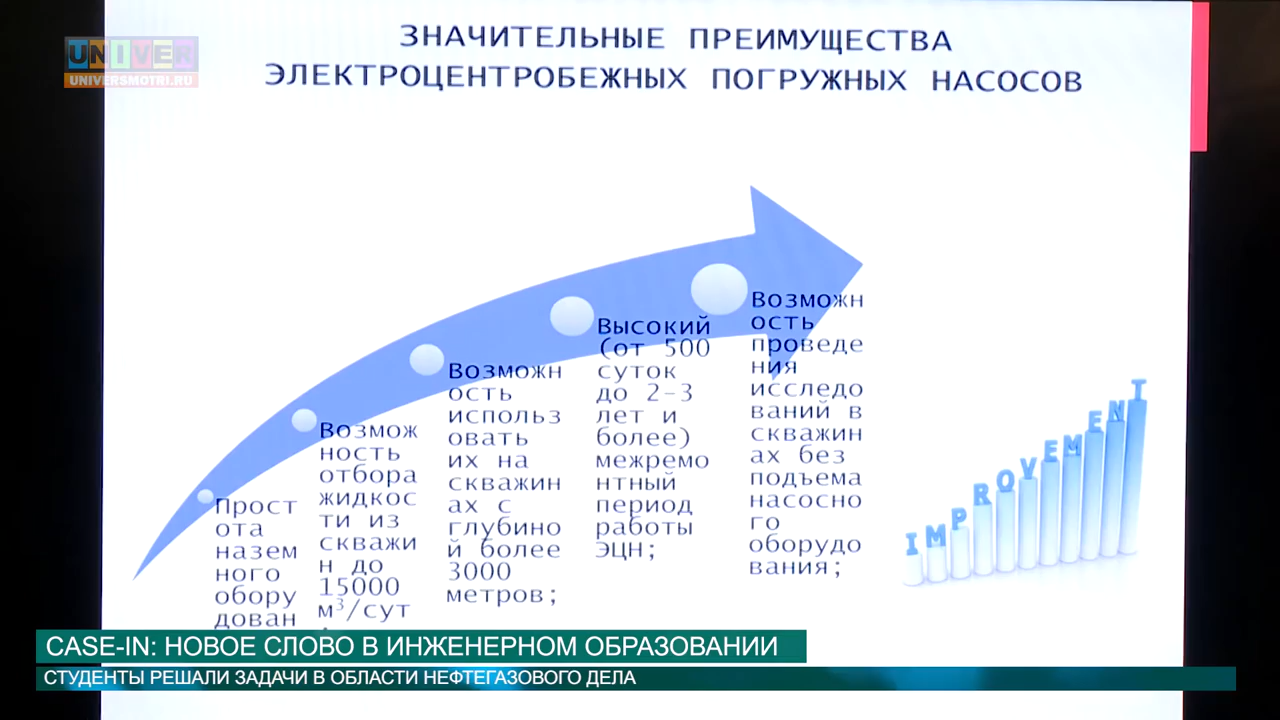 ЗНАЧИТЕЛЬНЫЕ ПРЕИМУЩЕСТВА
ЭЛЕКТРОЦЕНТРОБЕЖНЫХ ПОГРУЖНЫХ НАСОСОВ
UNIVER
UNIVERSMOTRI.RU
Прост
ота
назем
ного
обору
дован
Возмож
ность
отбора
жидкос
ти из
скважи
н до
15000
м³/сут
Возможн
ость
использ
овать
их на
скважин
ах с
глубино
й более
3000
метров;
Высокий
(от 500
суток
до 2-3
лет и
более)
межремо
нтный
период
работы
ЭЦН;
Возможн
ость
проведе
ния
исследо
ваний в
скважин
ах без
подъема
насосно
го
оборудо
вания;
IMPROVEMENT
CASE-IN: НОВОЕ СЛОВО В ИНЖЕНЕРНОМ ОБРАЗОВАНИИ
СТУДЕНТЫ РЕШАЛИ ЗАДАЧИ В ОБЛАСТИ НЕФТЕГАЗОВОГО ДЕЛА